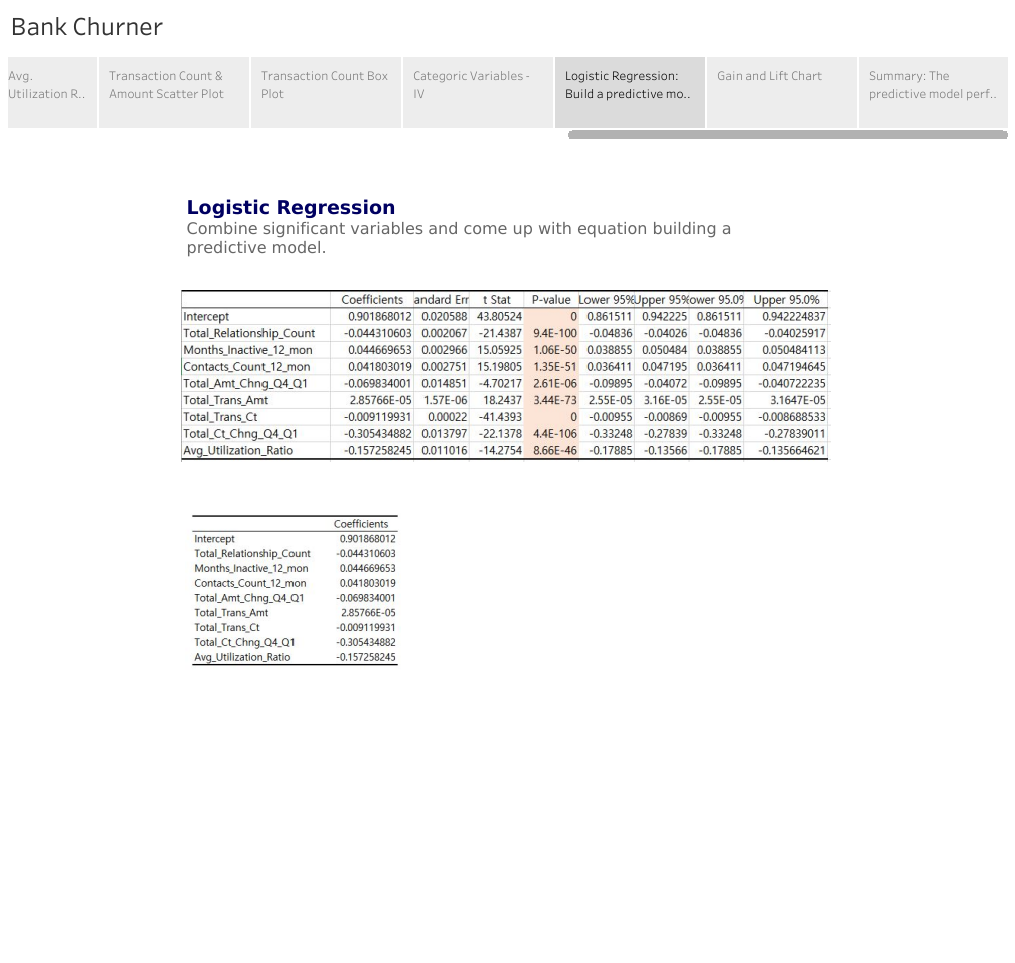 Bank Churner
Avg.
Utilization R..
Transaction Count &
Amount Scatter Plot
Transaction Count Box
Plot
Categoric Variables -
IV
Logistic Regression:
Build a predictive mo..
Gain and Lift Chart
Summary: The
predictive model perf..
Logistic Regression
Combine significant variables and come up with equation building a
predictive model.
Coefficients andard Err t Stat P-value Lower 95% Upper 95% ower 95.0% Upper 95.0%
Intercept 0.901868012 0.020588 43.80524 0 0.861511 0.942225 0.861511 0.942224837
Total_Relationship_Count -0.044310603 0.002067 -21.4387 9.4E-100 -0.04836 -0.04026 -0.04836 -0.04025917
Months_Inactive_12_mon 0.044669653 0.002966 15.05925 1.06E-50 0.038855 0.050484 0.038855 0.050484113
Contacts_Count_12_mon 0.041803019 0.002751 15.19805 1.35E-51 0.036411 0.047195 0.036411 0.047194645
Total_Amt_Chng_Q4_Q1 -0.069834001 0.014851 -4.70217 2.61E-06 -0.09895 -0.04072 -0.09895 -0.040722235
Total_Trans_Amt 2.85766E-05 1.57E-06 18.2437 3.44E-73 2.55E-05 3.16E-05 2.55E-05 3.1647E-05
Total_Trans_Ct -0.009119931 0.00022 -41.4393 0 -0.00955 -0.00869 -0.00955 -0.008688533
Total_Ct_Chng_Q4_Q1 -0.305434882 0.013797 -22.1378 4.4E-106 -0.33248 -0.27839 -0.33248 -0.27839011
Avg_Utilization_Ratio -0.157258245 0.011016 -14.2754 8.66E-46 -0.17885 -0.13566 -0.17885 -0.135664621
Coefficients
Intercept 0.901868012
Total_Relationship_Count -0.044310603
Months_Inactive_12_mon 0.044669653
Contacts_Count_12_mon 0.041803019
Total_Amt_Chng_Q4_Q1 -0.069834001
Total_Trans_Amt 2.85766E-05
Total_Trans_Ct -0.009119931
Total_Ct_Chng_Q4_Q1 -0.305434882
Avg_Utilization_Ratio -0.157258245